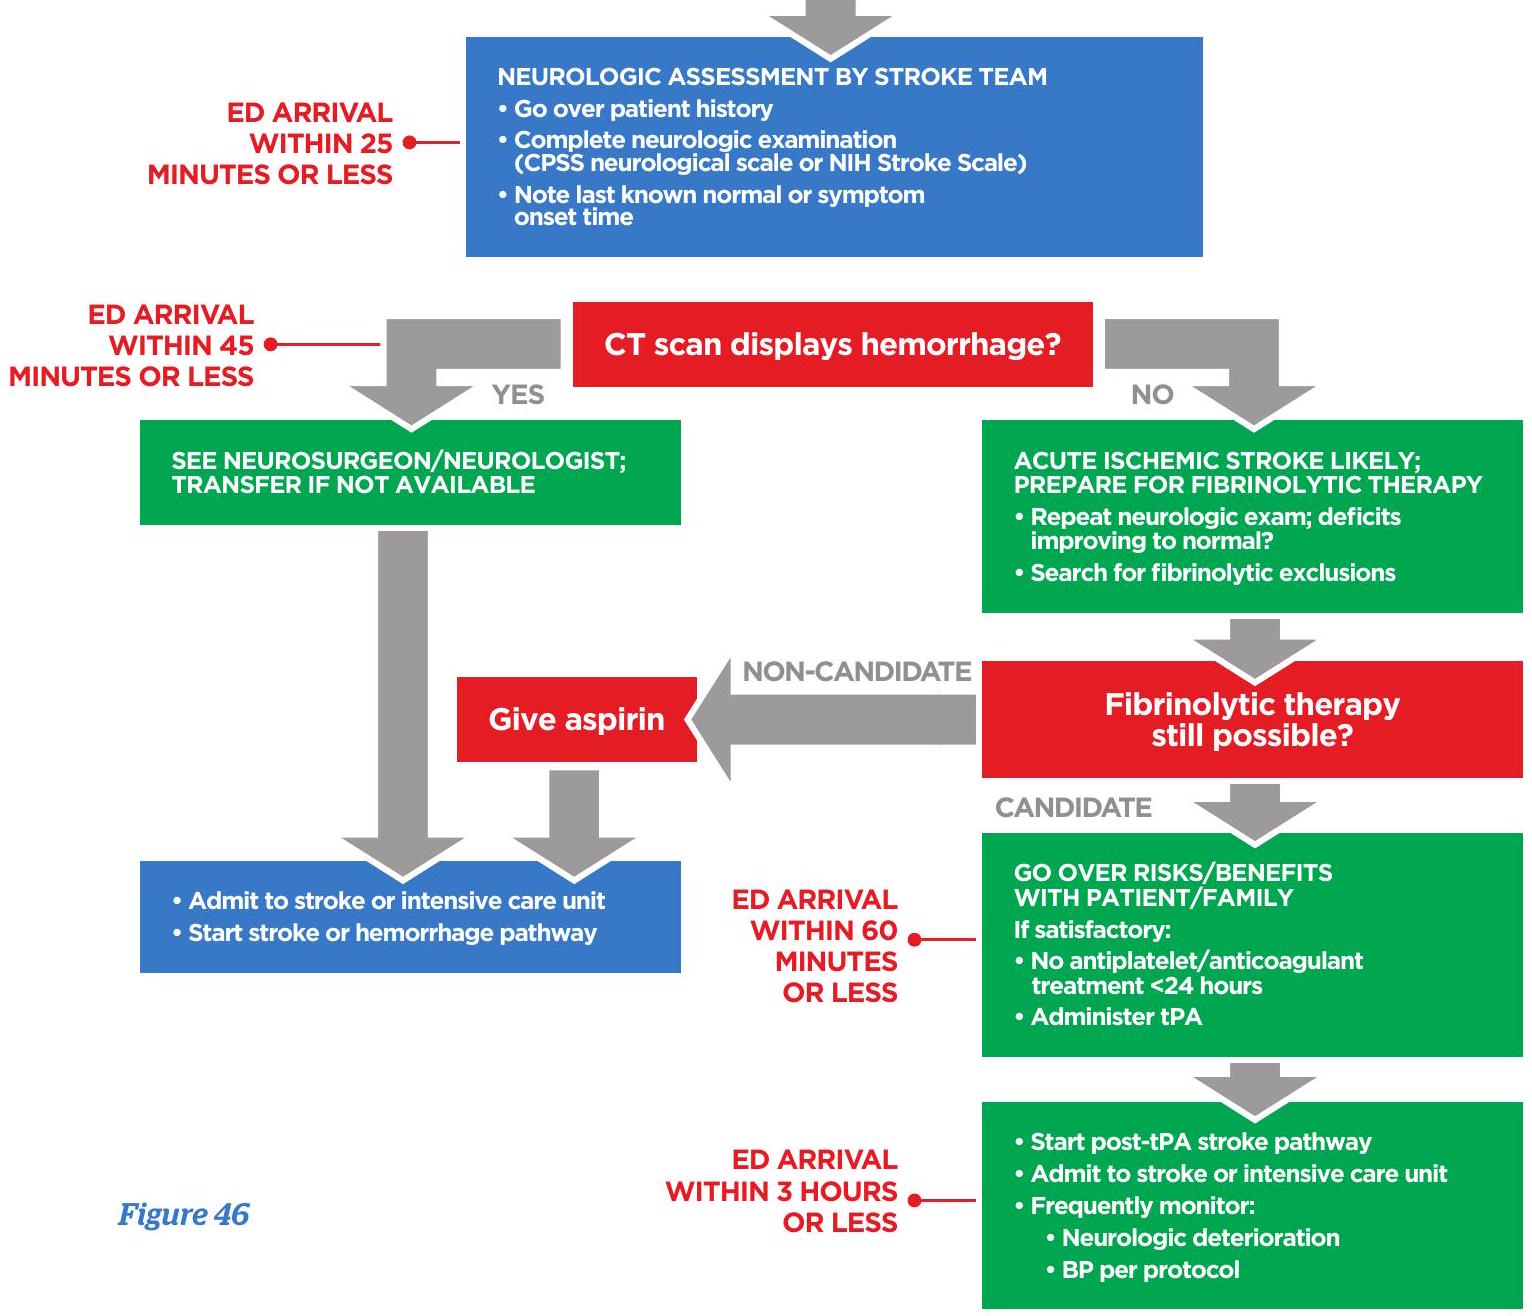 NEUROLOGIC ASSESSMENT BY STROKE TEAM
• Go over patient history
• Complete neurologic examination
(CPSS neurological scale or NIH Stroke Scale)
• Note last known normal or symptom
onset time
ED ARRIVAL
WITHIN 25
MINUTES OR LESS
CT scan displays hemorrhage?
ED ARRIVAL
WITHIN 45
MINUTES OR LESS
YES
NO
SEE NEUROSURGEON/NEUROLOGIST;
TRANSFER IF NOT AVAILABLE
ACUTE ISCHEMIC STROKE LIKELY;
PREPARE FOR FIBRINOLYTIC THERAPY
• Repeat neurologic exam; deficits
improving to normal?
• Search for fibrinolytic exclusions
NON-CANDIDATE
Give aspirin
Fibrinolytic therapy
still possible?
CANDIDATE
• Admit to stroke or intensive care unit
• Start stroke or hemorrhage pathway
ED ARRIVAL
WITHIN 60
MINUTES
OR LESS
GO OVER RISKS/BENEFITS
WITH PATIENT/FAMILY
If satisfactory:
• No antiplatelet/anticoagulant
treatment <24 hours
• Administer tPA
ED ARRIVAL
WITHIN 3 HOURS
OR LESS
• Start post-tPA stroke pathway
• Admit to stroke or intensive care unit
• Frequently monitor:
• Neurologic deterioration
• BP per protocol
Figure 46